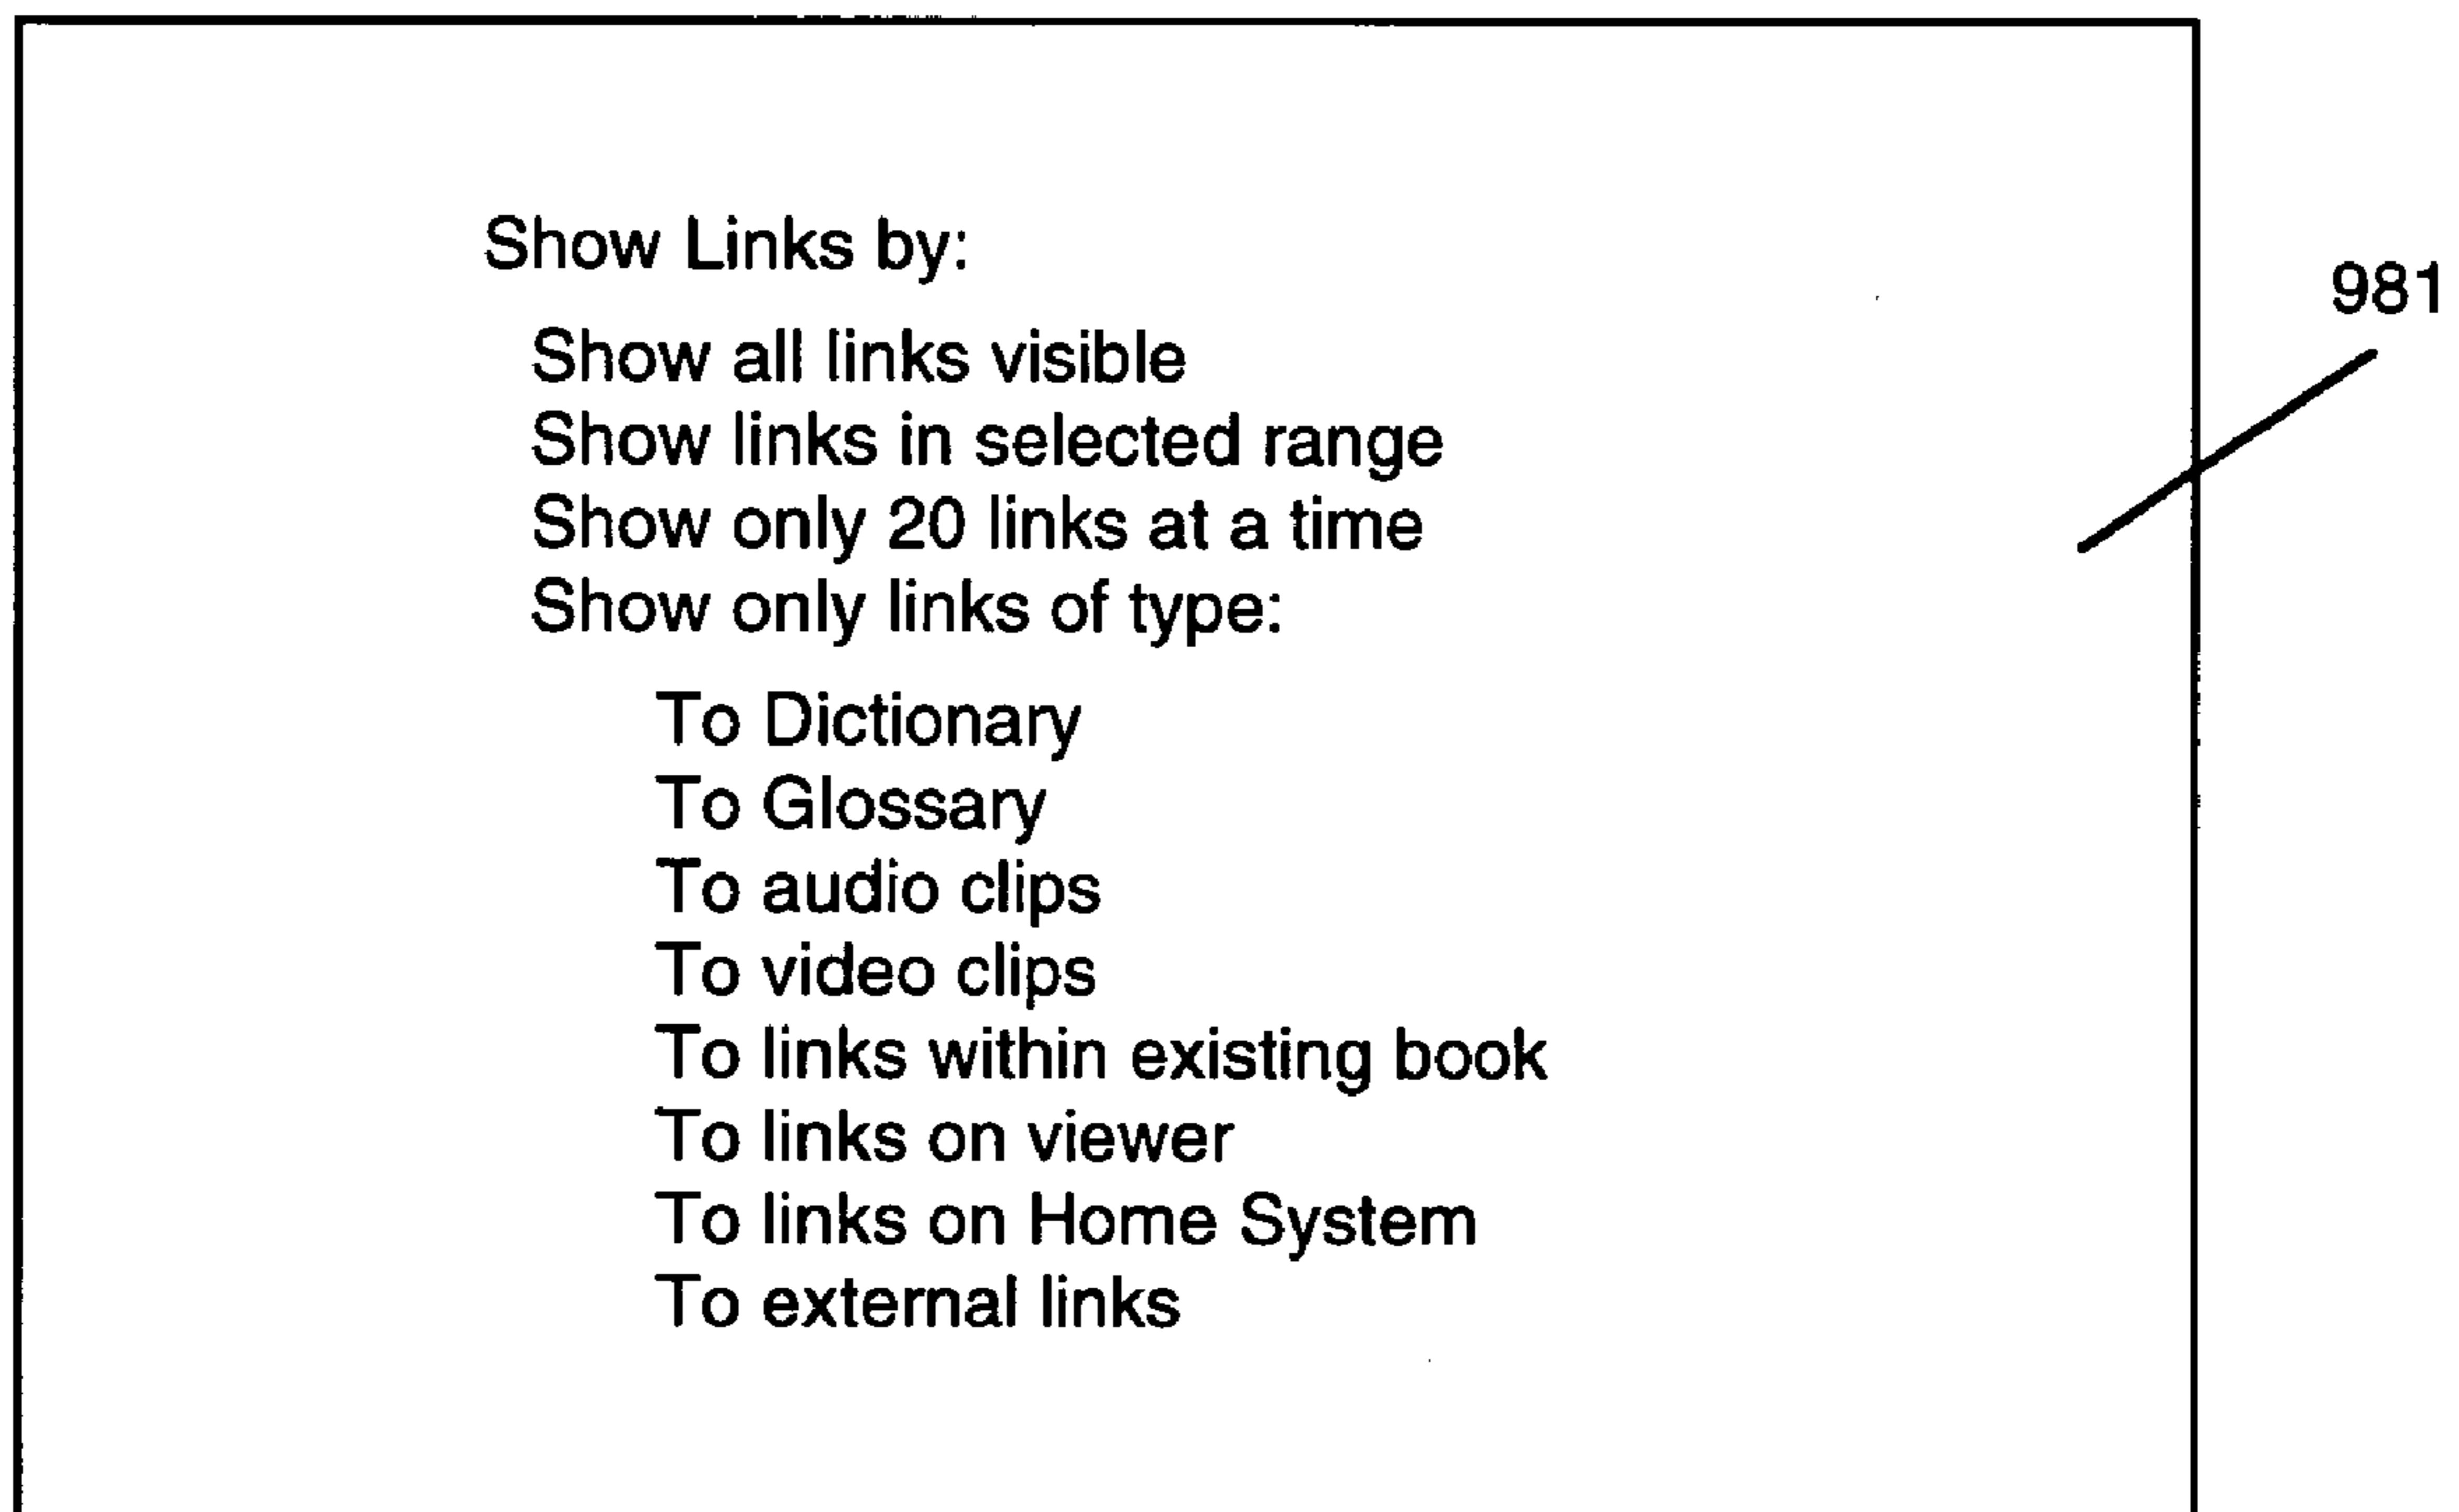 Show Links by:
981
Show all links visible
Show links in selected range
Show only 20 links at a time
Show only links of type:
To Dictionary
To Glossary
To audio clips
To video clips
To links within existing book
To links on viewer
To links on Home System
To external links